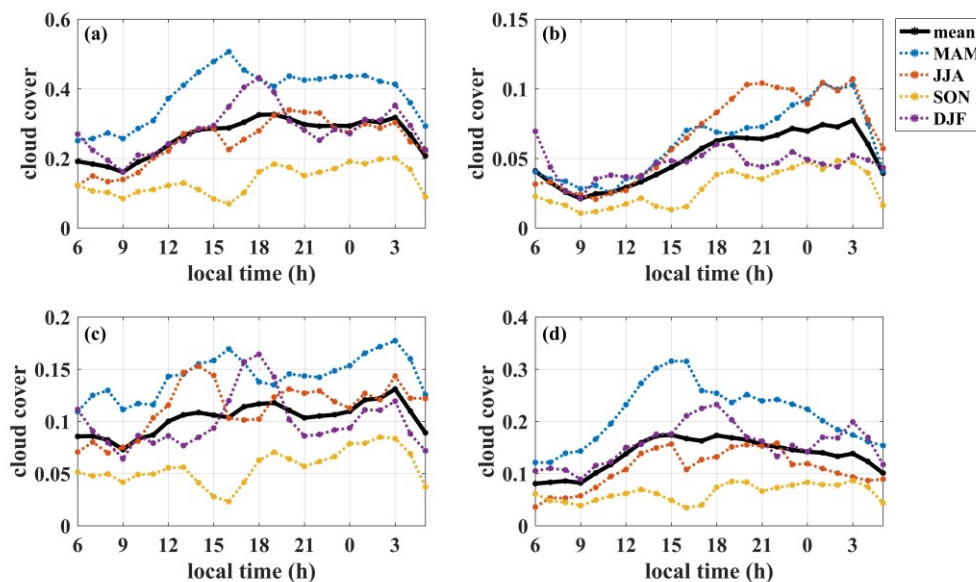 (a)
cloud cover
0.6
0.4
0.2
0
6 9 12 15 18 21 0 3
local time (h)
(b)
cloud cover
0.15
0.1
0.05
0
6 9 12 15 18 21 0 3
local time (h)
mean
MAM
JJA
SON
DJF
(c)
cloud cover
0.2
0.15
0.1
0.05
0
6 9 12 15 18 21 0 3
local time (h)
(d)
cloud cover
0.4
0.3
0.2
0.1
0
6 9 12 15 18 21 0 3
local time (h)